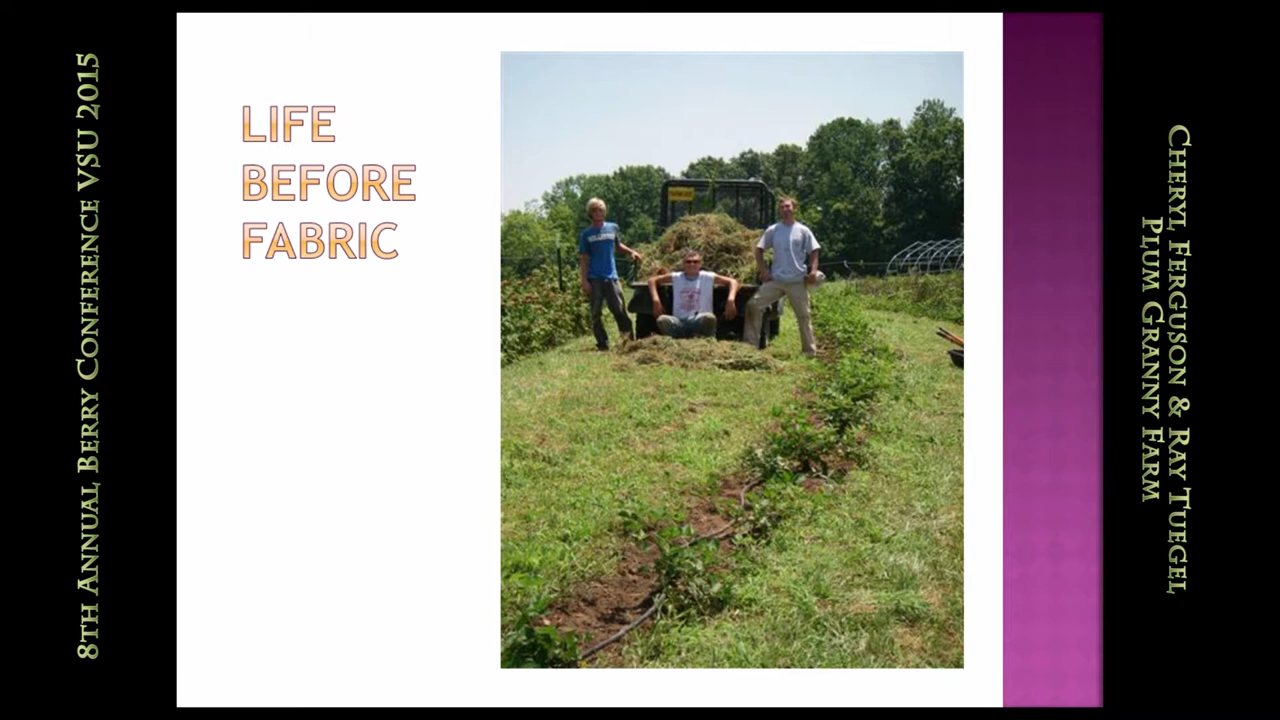 8TH ANNUAL BERRY CONFERENCE VSU 2015
LIFE
BEFORE
FABRIC
CHERYL FERGUSON & RAY TUEGEL
PLUM GRANNY FARM